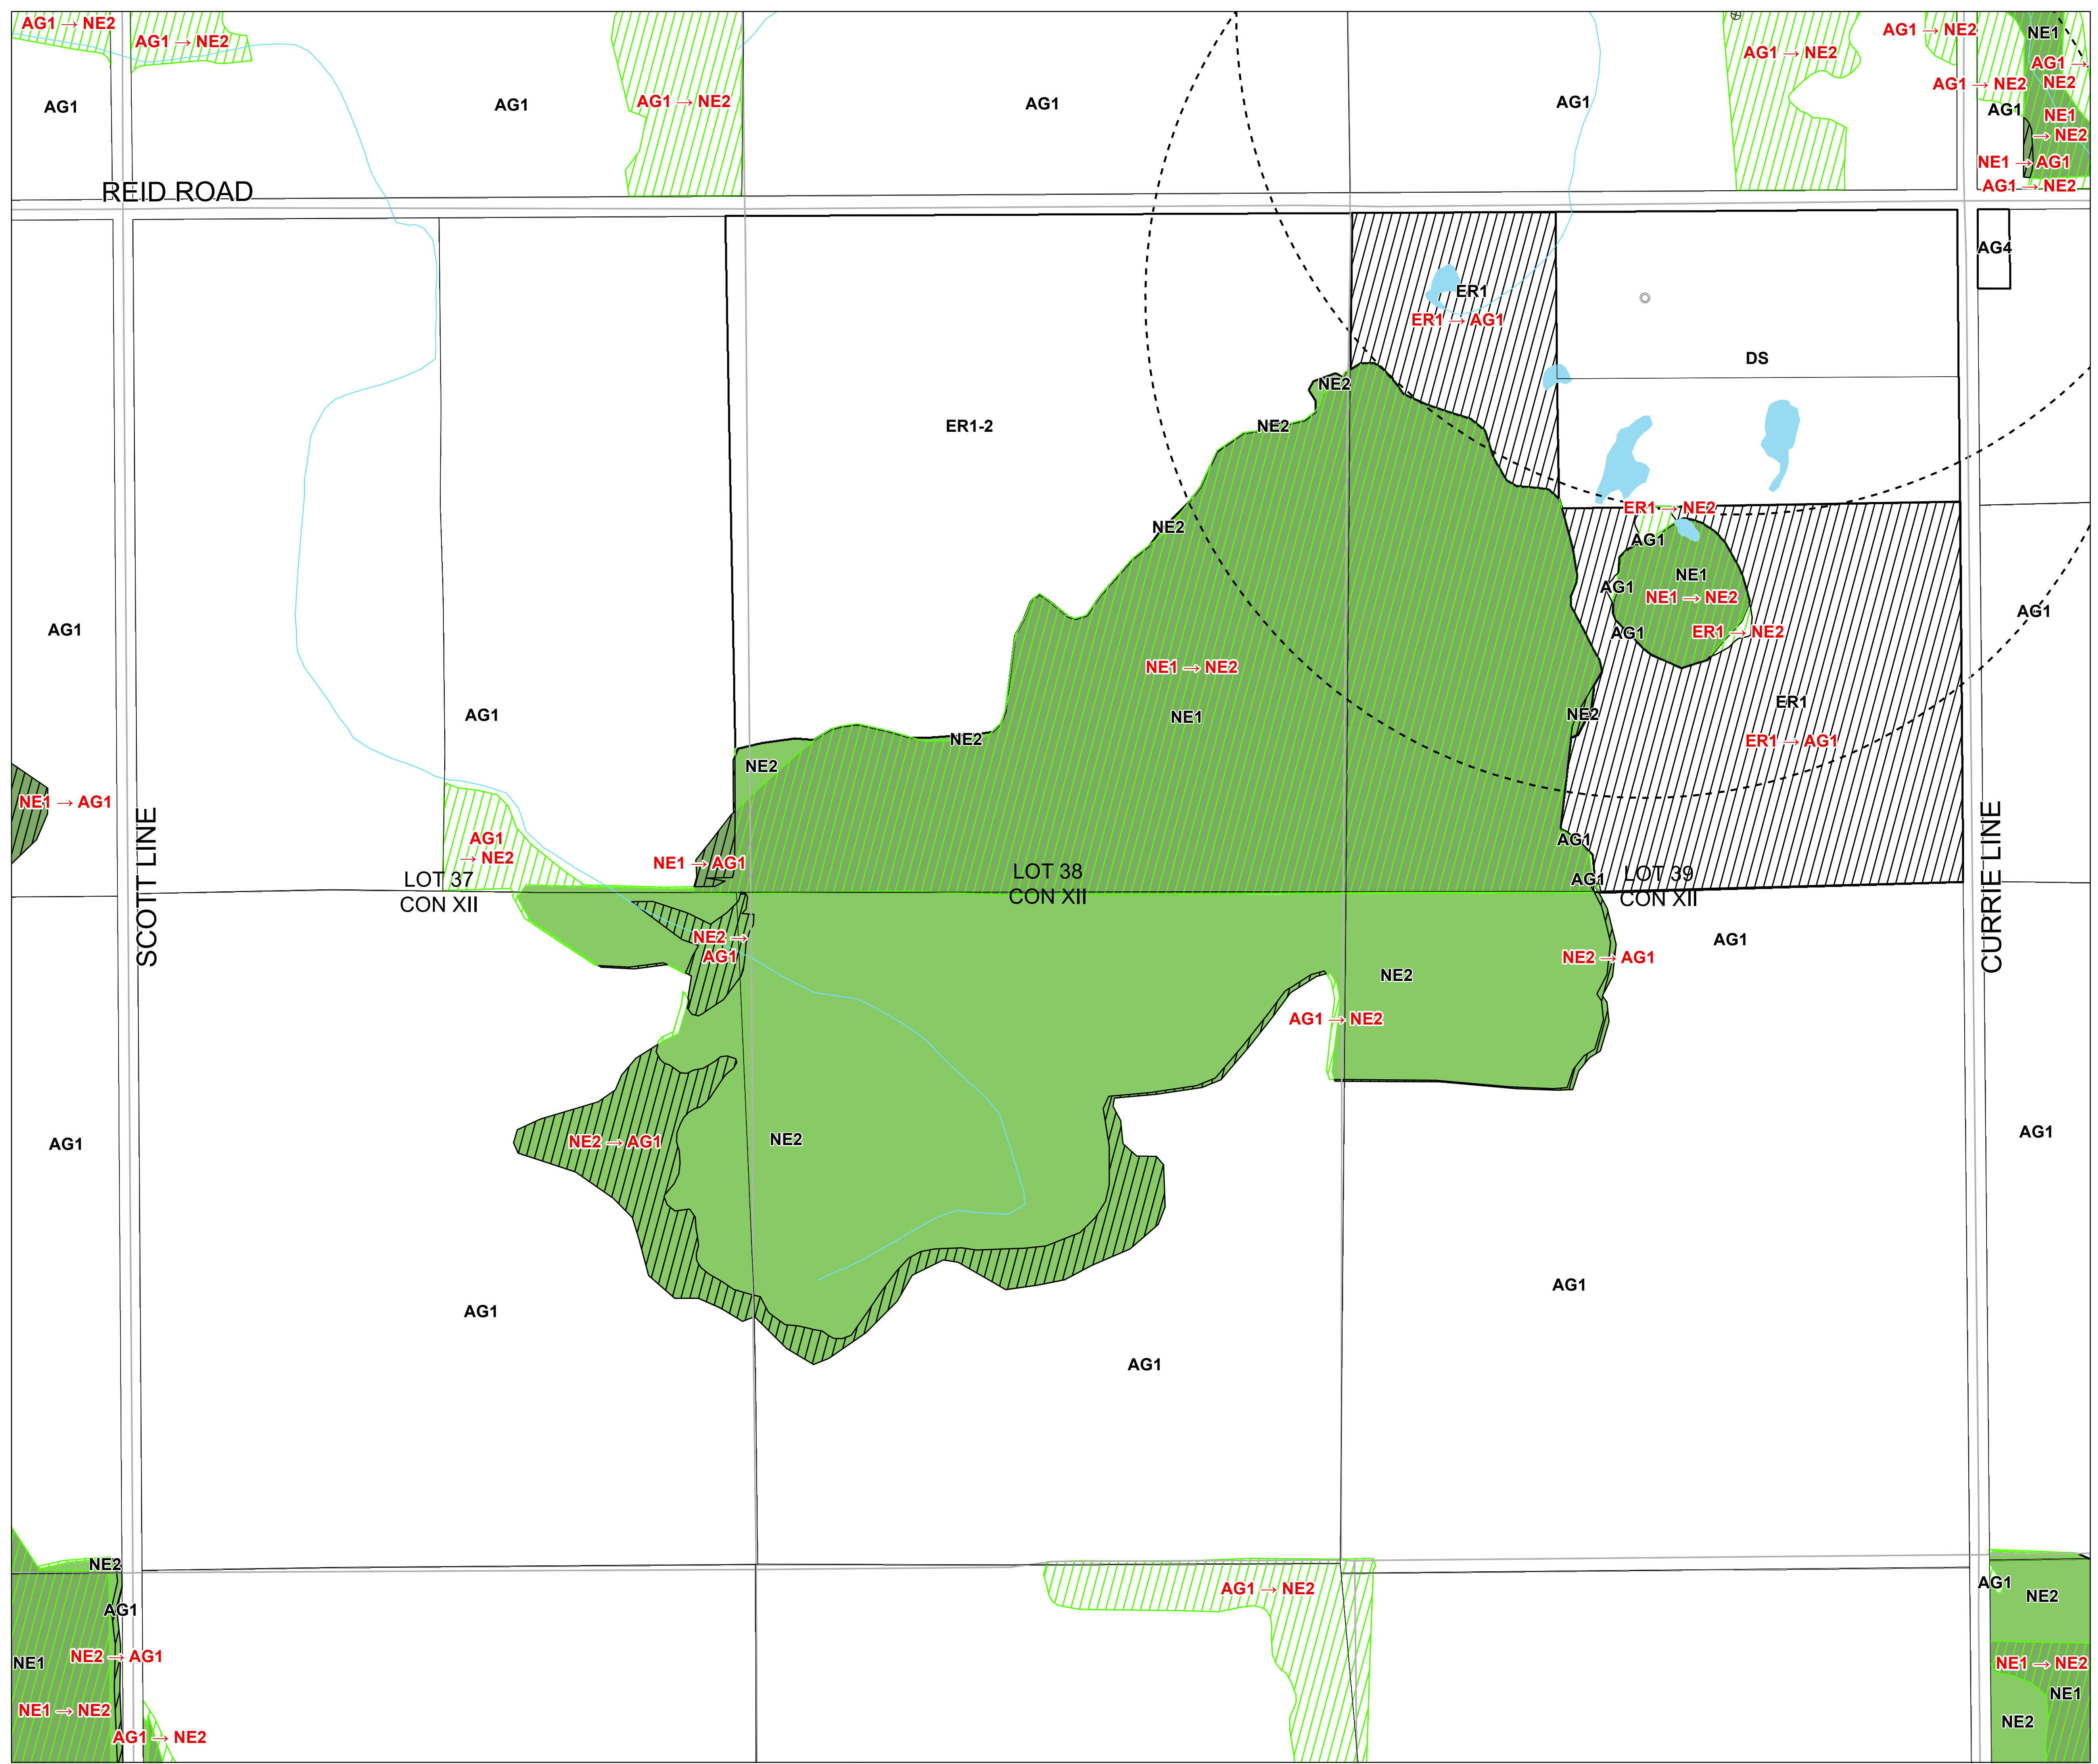 AG1 → NE2
AG1 → NE2
AG1 → NE2
AG1 → NE2
AG1 → NE2
AG1 → NE2
NE1
AG1 →
NE2
NE1
→ NE2
NE1 → AG1
AG1 → NE2
AG1
AG1
AG1
AG1
AG1
REID ROAD
AG4
ER1
ER1 → AG1
DS
NE2
ER1-2
NE2
NE2
ER1 → NE2
AG1
NE1
NE1 → NE2
AG1
AG1
ER1 → NE2
AG1
AG1
NE1 → NE2
NE1
AG1
NE2
ER1
ER1 → AG1
NE2
NE2
NE1 → AG1
SCOTT LINE
AG1
→ NE2
NE1 → AG1
AG1
AG1
LOT 37
CON XII
LOT 38
CON XII
LOT 39
CON XII
CURRIE LINE
NE2 →
AG1
AG1
NE2 → AG1
NE2
AG1 → NE2
AG1
NE2 → AG1
NE2
AG1
AG1
AG1
AG1
NE2
AG1
AG1 → NE2
AG1
NE2
NE1
NE2 → AG1
NE1 → NE2
AG1 → NE2
NE1 → NE2
NE1
NE2